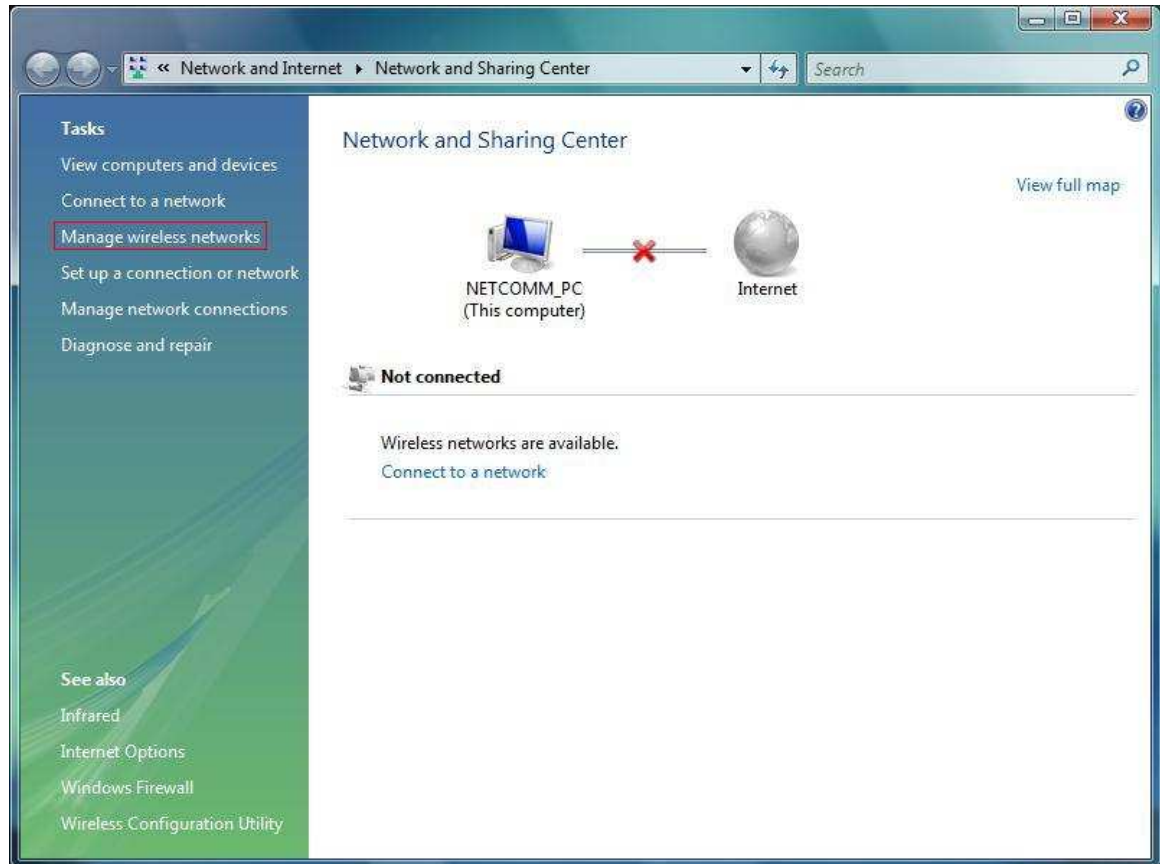 « Network and Internet ▸ Network and Sharing Center
Search
Tasks
View computers and devices
Connect to a network
Manage wireless networks
Set up a connection or network
Manage network connections
Diagnose and repair
See also
Infrared
Internet Options
Windows Firewall
Wireless Configuration Utility
Network and Sharing Center
View full map
NETCOMM_PC
(This computer)
Internet
Not connected
Wireless networks are available.
Connect to a network